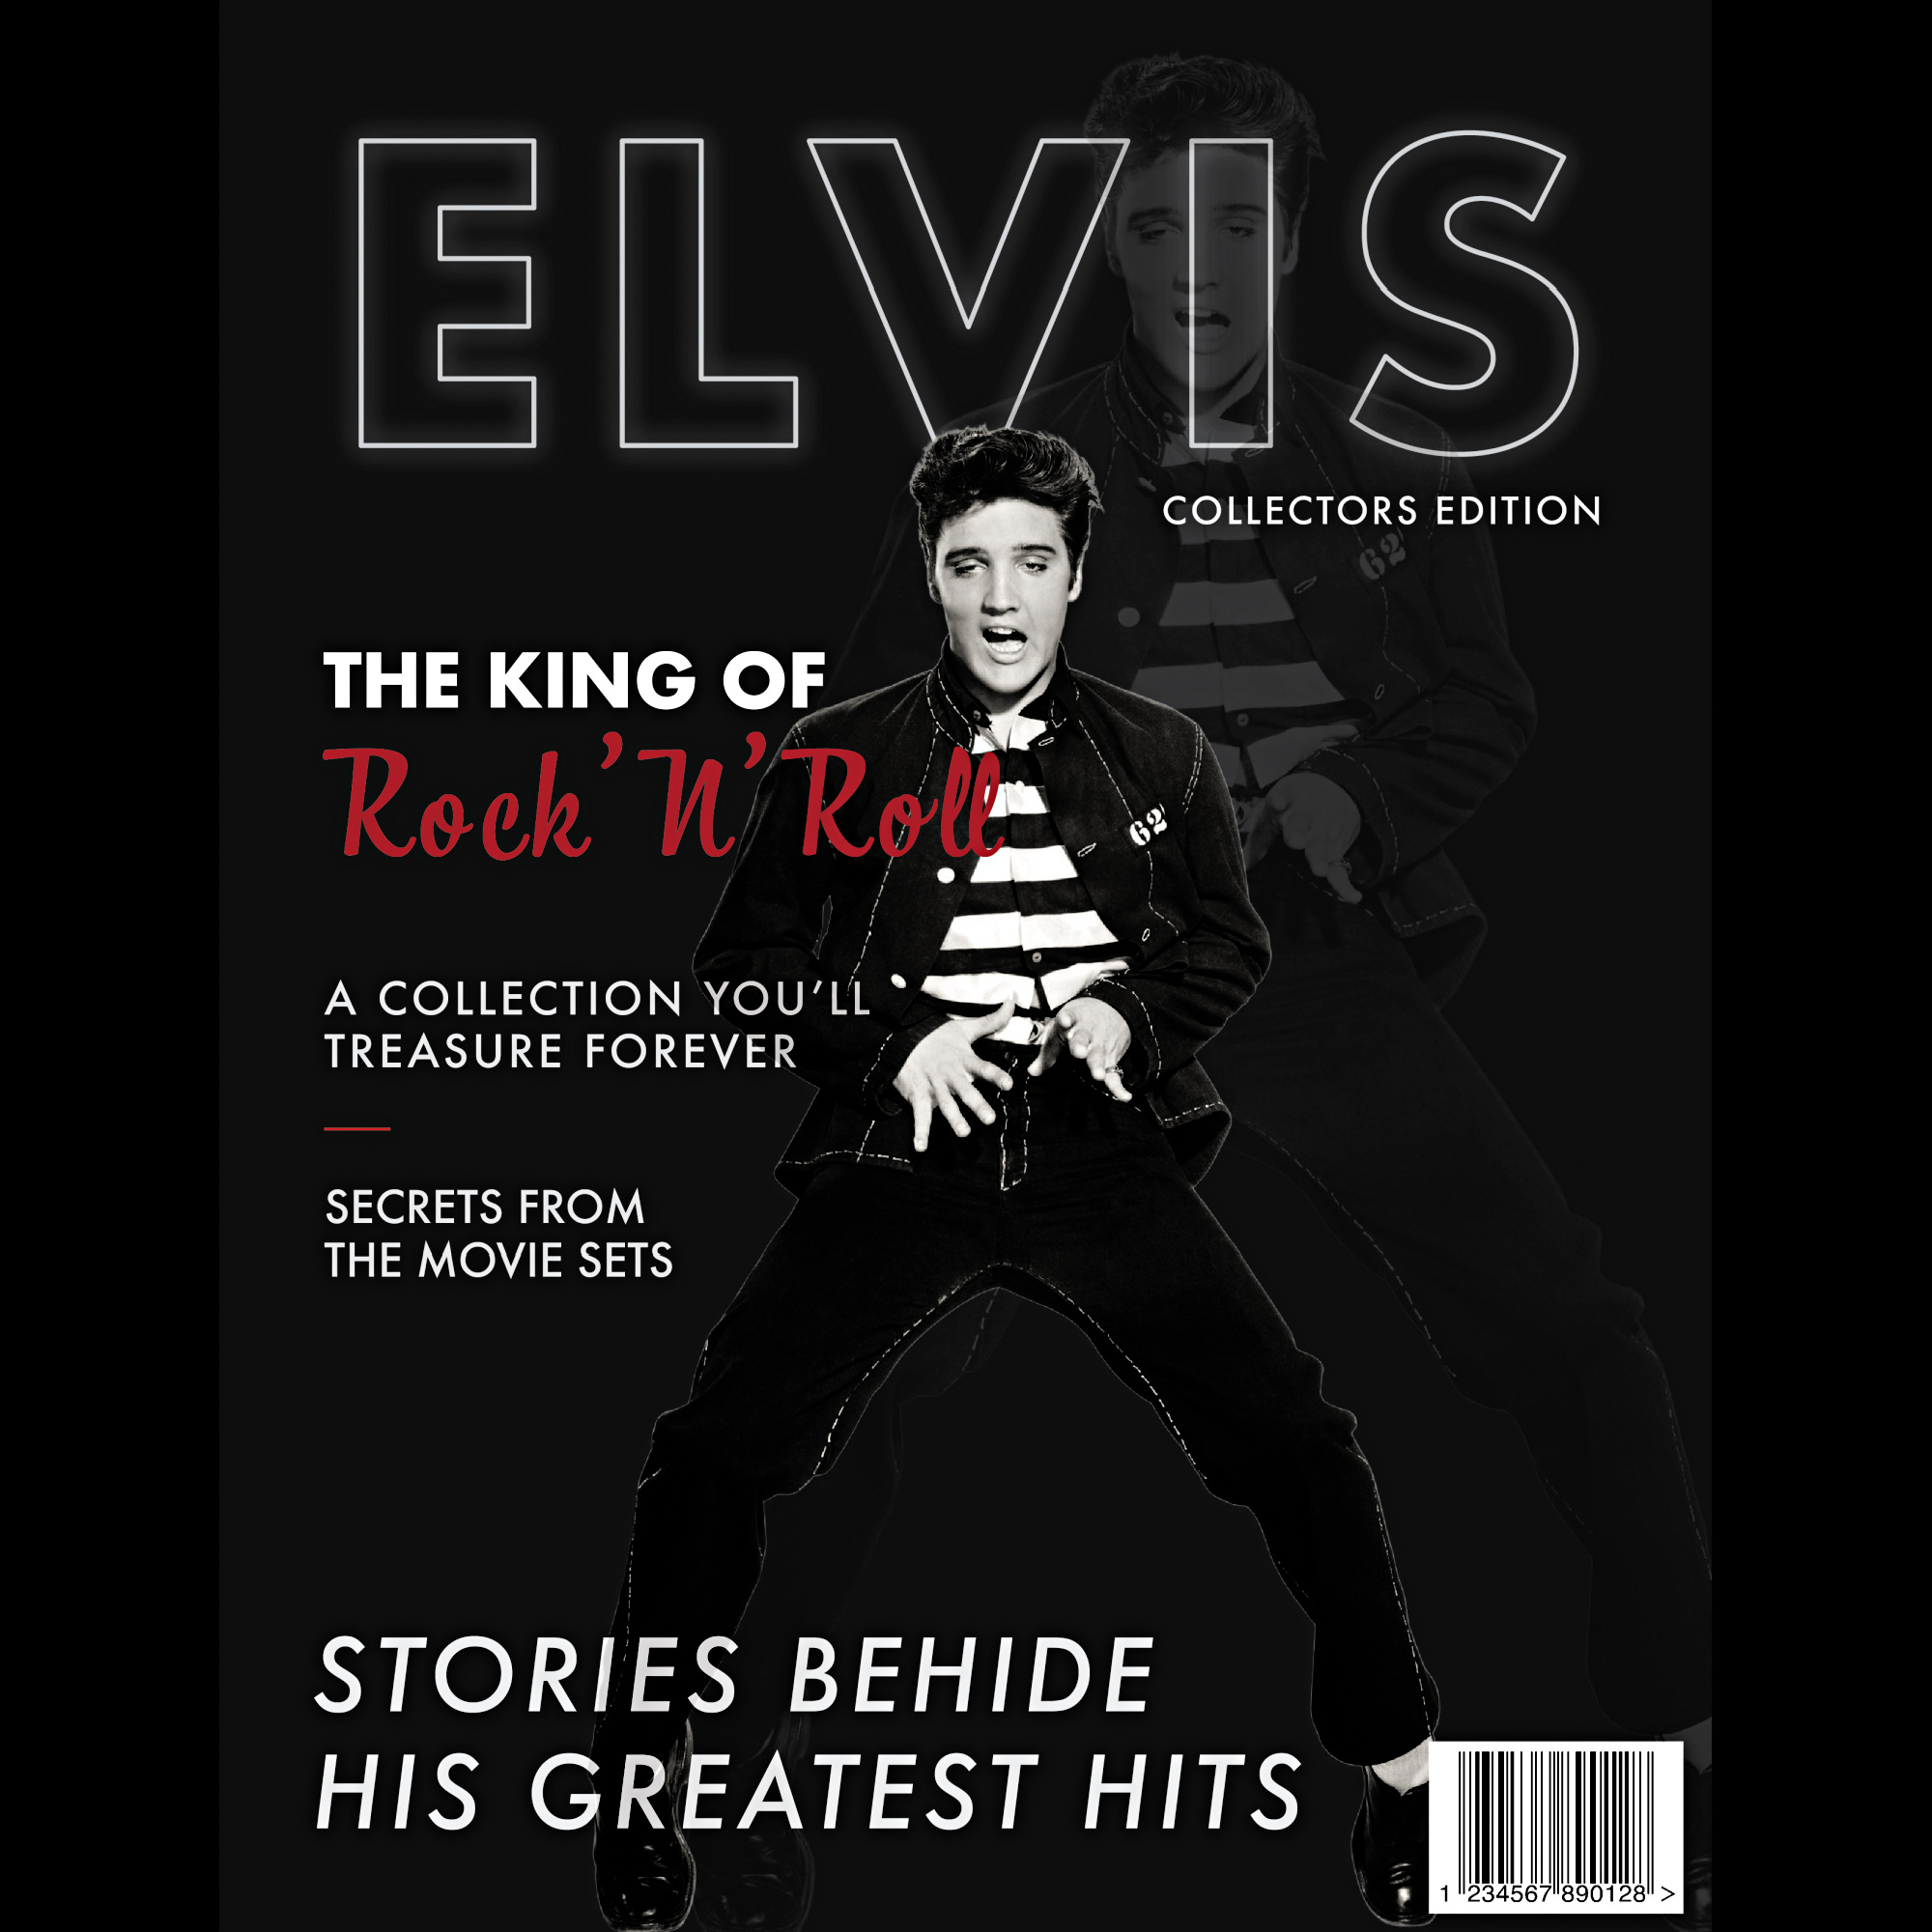 ELVIS
COLLECTORS EDITION
62
THE KING OF
Rock'N'Roll
62
A COLLECTION YOU'LL
TREASURE FOREVER
SECRETS FROM
THE MOVIE SETS
STORIES BEHIDE
HIS GREATEST HITS
1 234567 890128 >